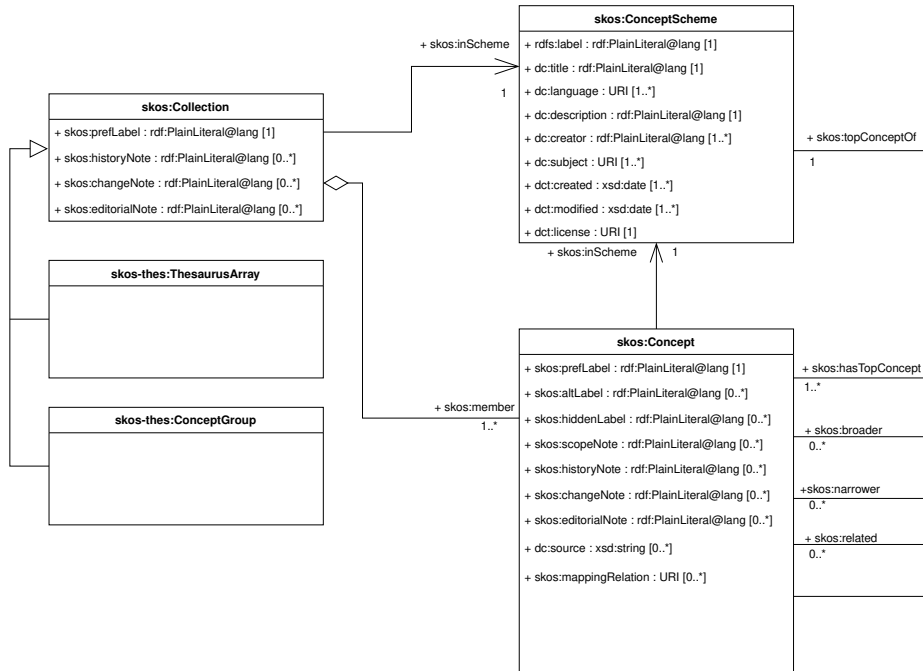 skos:ConceptScheme
+ rdfs:label : rdf:PlainLiteral@lang [1]
+ dc:title : rdf:PlainLiteral@lang [1]
+ dc:language : URI [1..*]
+ dc:description : rdf:PlainLiteral@lang [1]
+ dc:creator : rdf:PlainLiteral@lang [1..*]
+ dc:subject : URI [1..*]
+ dct:created : xsd:date [1..*]
+ dct:modified : xsd:date [1..*]
+ dct:license : URI [1]
+ skos:inScheme
1
+ skos:topConceptOf
1
skos:Collection
+ skos:prefLabel : rdf:PlainLiteral@lang [1]
+ skos:historyNote : rdf:PlainLiteral@lang [0..*]
+ skos:changeNote : rdf:PlainLiteral@lang [0..*]
+ skos:editorialNote : rdf:PlainLiteral@lang [0..*]
+ skos:inScheme
1
skos-thes:ThesaurusArray
skos-thes:ConceptGroup
+ skos:member
1..*
skos:Concept
+ skos:prefLabel : rdf:PlainLiteral@lang [1]
+ skos:altLabel : rdf:PlainLiteral@lang [0..*]
+ skos:hiddenLabel : rdf:PlainLiteral@lang [0..*]
+ skos:scopeNote : rdf:PlainLiteral@lang [0..*]
+ skos:historyNote : rdf:PlainLiteral@lang [0..*]
+ skos:changeNote : rdf:PlainLiteral@lang [0..*]
+ skos:editorialNote : rdf:PlainLiteral@lang [0..*]
+ dc:source : xsd:string [0..*]
+ skos:mappingRelation : URI [0..*]
+ skos:hasTopConcept
1..*
+ skos:broader
0..*
+skos:narrower
0..*
+ skos:related
0..*